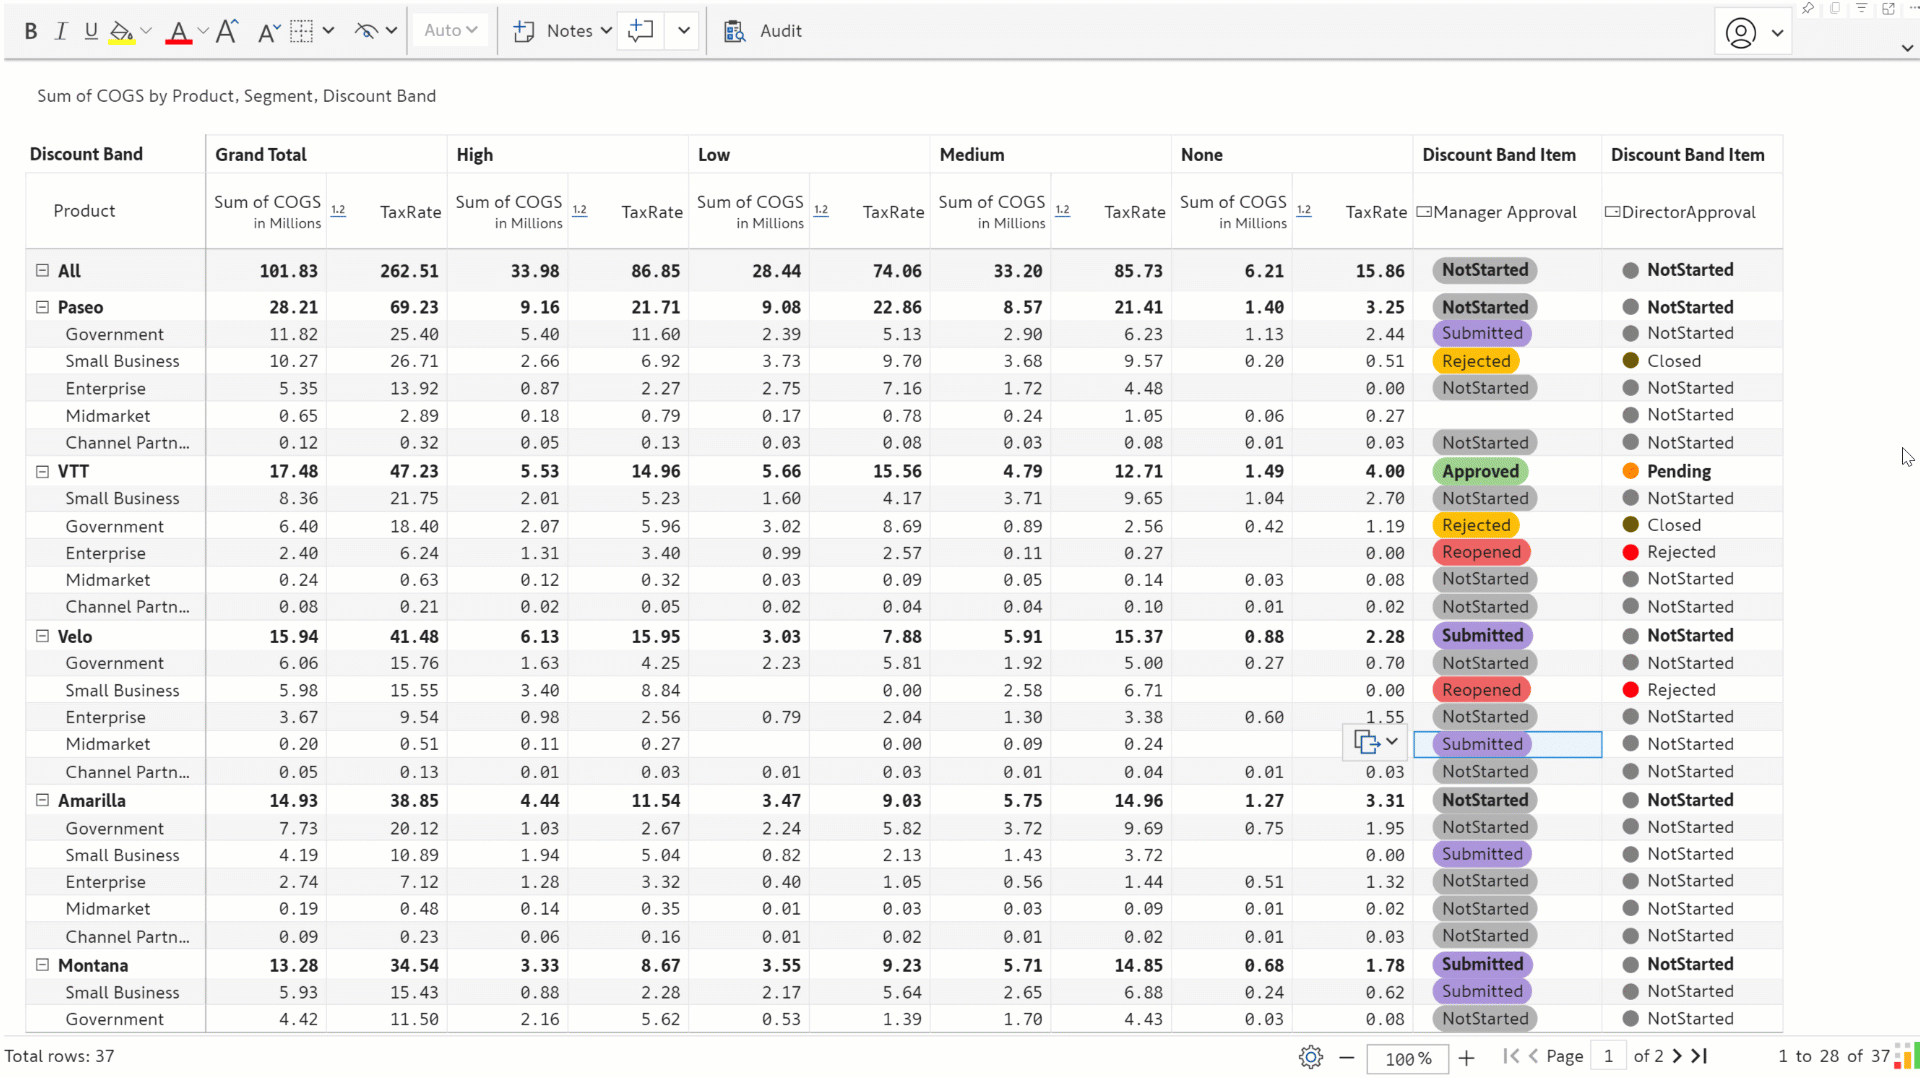 B I U A A A Auto Notes Audit
Sum of COGS by Product, Segment, Discount Band
Discount Band Grand Total High Low Medium None Discount Band Item Discount Band Item
Product Sum of COGS in Millions 1.2 TaxRate Sum of COGS in Millions 1.2 TaxRate Sum of COGS in Millions 1.2 TaxRate Sum of COGS in Millions 1.2 TaxRate Sum of COGS in Millions 1.2 TaxRate Manager Approval DirectorApproval
All 101.83 262.51 33.98 86.85 28.44 74.06 33.20 85.73 6.21 15.86 NotStarted NotStarted
Paseo 28.21 69.23 9.16 21.71 9.08 22.86 8.57 21.41 1.40 3.25 NotStarted NotStarted
Government 11.82 25.40 5.40 11.60 2.39 5.13 2.90 6.23 1.13 2.44 Submitted NotStarted
Small Business 10.27 26.71 2.66 6.92 3.73 9.70 3.68 9.57 0.20 0.51 Rejected Closed
Enterprise 5.35 13.92 0.87 2.27 2.75 7.16 1.72 4.48 0.00 NotStarted NotStarted
Midmarket 0.65 2.89 0.18 0.79 0.17 0.78 0.24 1.05 0.06 0.27 NotStarted
Channel Partn... 0.12 0.32 0.05 0.13 0.03 0.08 0.03 0.08 0.01 0.03 NotStarted NotStarted
VTT 17.48 47.23 5.53 14.96 5.66 15.56 4.79 12.71 1.49 4.00 Approved Pending
Small Business 8.36 21.75 2.01 5.23 1.60 4.17 3.71 9.65 1.04 2.70 NotStarted NotStarted
Government 6.40 18.40 2.07 5.96 3.02 8.69 0.89 2.56 0.42 1.19 Rejected Closed
Enterprise 2.40 6.24 1.31 3.40 0.99 2.57 0.11 0.27 0.00 Reopened Rejected
Midmarket 0.24 0.63 0.12 0.32 0.03 0.09 0.05 0.14 0.03 0.08 NotStarted NotStarted
Channel Partn... 0.08 0.21 0.02 0.05 0.02 0.04 0.04 0.10 0.01 0.02 NotStarted NotStarted
Velo 15.94 41.48 6.13 15.95 3.03 7.88 5.91 15.37 0.88 2.28 Submitted NotStarted
Government 6.06 15.76 1.63 4.25 2.23 5.81 1.92 5.00 0.27 0.70 NotStarted NotStarted
Small Business 5.98 15.55 3.40 8.84 0.00 2.58 6.71 0.00 Reopened Rejected
Enterprise 3.67 9.54 0.98 2.56 0.79 2.04 1.30 3.38 0.60 1.55 NotStarted NotStarted
Midmarket 0.20 0.51 0.11 0.27 0.00 0.09 0.24 Submitted NotStarted
Channel Partn... 0.05 0.13 0.01 0.03 0.01 0.03 0.01 0.04 0.01 0.03 NotStarted NotStarted
Amarilla 14.93 38.85 4.44 11.54 3.47 9.03 5.75 14.96 1.27 3.31 NotStarted NotStarted
Government 7.73 20.12 1.03 2.67 2.24 5.82 3.72 9.69 0.75 1.95 NotStarted NotStarted
Small Business 4.19 10.89 1.94 5.04 0.82 2.13 1.43 3.72 0.00 Submitted NotStarted
Enterprise 2.74 7.12 1.28 3.32 0.40 1.05 0.56 1.44 0.51 1.32 NotStarted NotStarted
Midmarket 0.19 0.48 0.14 0.35 0.01 0.03 0.03 0.09 0.01 0.02 NotStarted NotStarted
Channel Partn... 0.09 0.23 0.06 0.16 0.01 0.02 0.01 0.02 0.01 0.03 NotStarted NotStarted
Montana 13.28 34.54 3.33 8.67 3.55 9.23 5.71 14.85 0.68 1.78 Submitted NotStarted
Small Business 5.93 15.43 0.88 2.28 2.17 5.64 2.65 6.88 0.24 0.62 Submitted NotStarted
Government 4.42 11.50 2.16 5.62 0.53 1.39 1.70 4.43 0.03 0.08 NotStarted NotStarted
Total rows: 37 100% Page 1 of 2 1 to 28 of 37